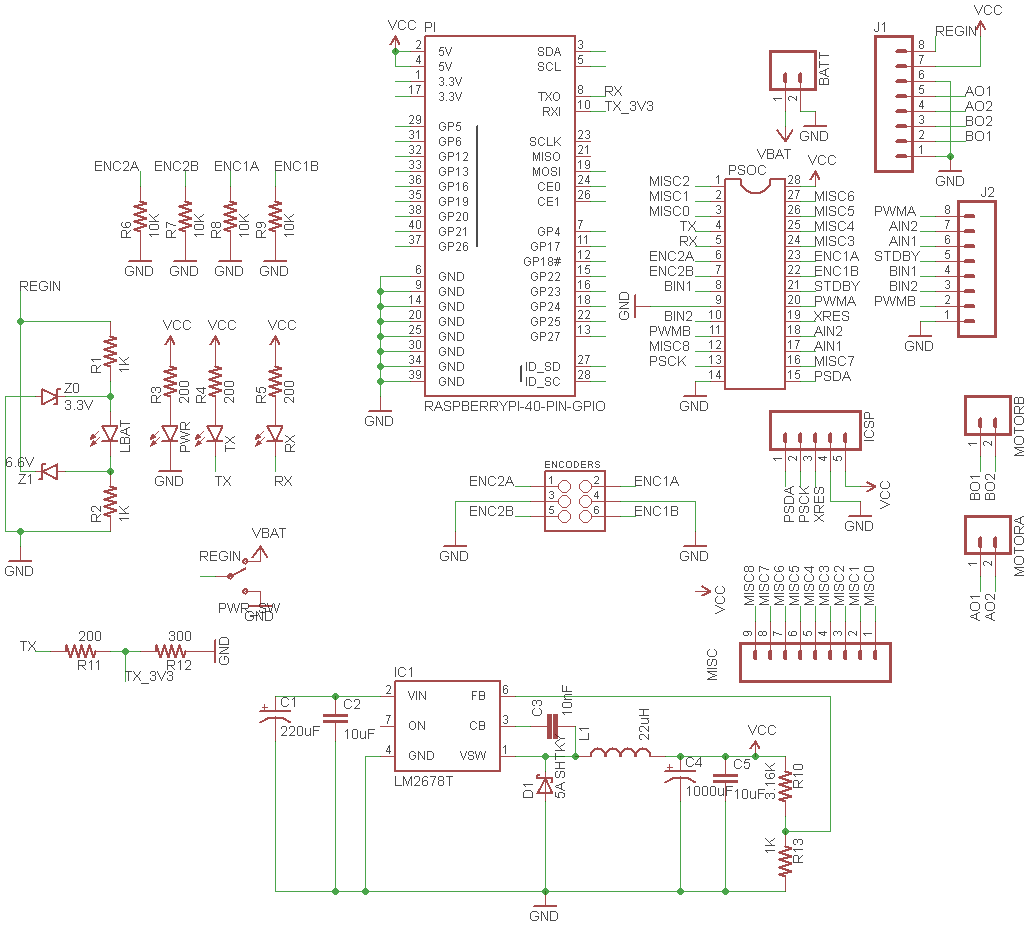 VCC
PI
2 5V SDA 3
4 5V SCL 5
1 3.3V
17 3.3V TXO 8 RX
RXI 10 TX_3V3
29 GP5
31 GP6 SCLK 23
32 GP12 MISO 21
33 GP13 MOSI 19
36 GP16 CE0 24
35 GP19 CE1 26
38 GP20
40 GP21 GP4 7
37 GP26 GP17 11
GP18# 12
6 GND GP22 15
9 GND GP23 16
14 GND GP24 18
20 GND GP25 22
25 GND GP27 13
30 GND
34 GND ID_SD 27
39 GND ID_SC 28
GND
RASPBERRYPI-40-PIN-GPIO
BATT
1 2
GND
VBAT
J1
VCC
8 REGIN
7
6
5 AO1
4 AO2
3 BO2
2 BO1
1
GND
PSOC
VCC
MISC2 1 28
MISC1 2 27 MISC6
MISC0 3 26 MISC5
TX 4 25 MISC4
RX 5 24 MISC3
ENC2A 6 23 ENC1A
ENC2B 7 22 ENC1B
BIN1 8 21 STDBY
GND 9 20 PWMA
BIN2 10 19 XRES
PWMB 11 18 AIN2
MISC8 12 17 AIN1
PSCK 13 16 MISC7
14 15 PSDA
GND
J2
PWMA 8
AIN2 7
AIN1 6
STDBY 5
BIN1 4
BIN2 3
PWMB 2
1
GND
ENC2A ENC2B ENC1A ENC1B
R6 10K R7 10K R8 10K R9 10K
GND GND GND GND
REGIN
R1 1K
Z0
3.3V
LBAT
6.6V
Z1
R2 1K
GND
VCC VCC VCC
R3 200 R4 200 R5 200
PWR TX RX
GND TX RX
VBAT
REGIN
PWR_SW
GND
TX 200 300 GND
R11 R12
TX_3V3
ENCODERS
ENC2A 1 2 ENC1A
3 4
ENC2B 5 6 ENC1B
GND GND
ICSP
1 2 3 4 5
PSDA PSCK XRES VCC
GND
MOTORB
1 2
BO1 BO2
MOTORA
1 2
AO1 AO2
VCC
MISC8 MISC7 MISC6 MISC5 MISC4 MISC3 MISC2 MISC1 MISC0
9 8 7 6 5 4 3 2 1
MISC
IC1
2 VIN FB 6
7 ON CB 3
4 GND VSW 1
LM2678T
C1
220uF
C2
10uF
C3 10nF
L1 22uH
D1 5A SHTKY
C4
1000uF
C5
10uF
VCC
3.16K R10
1K R13
GND